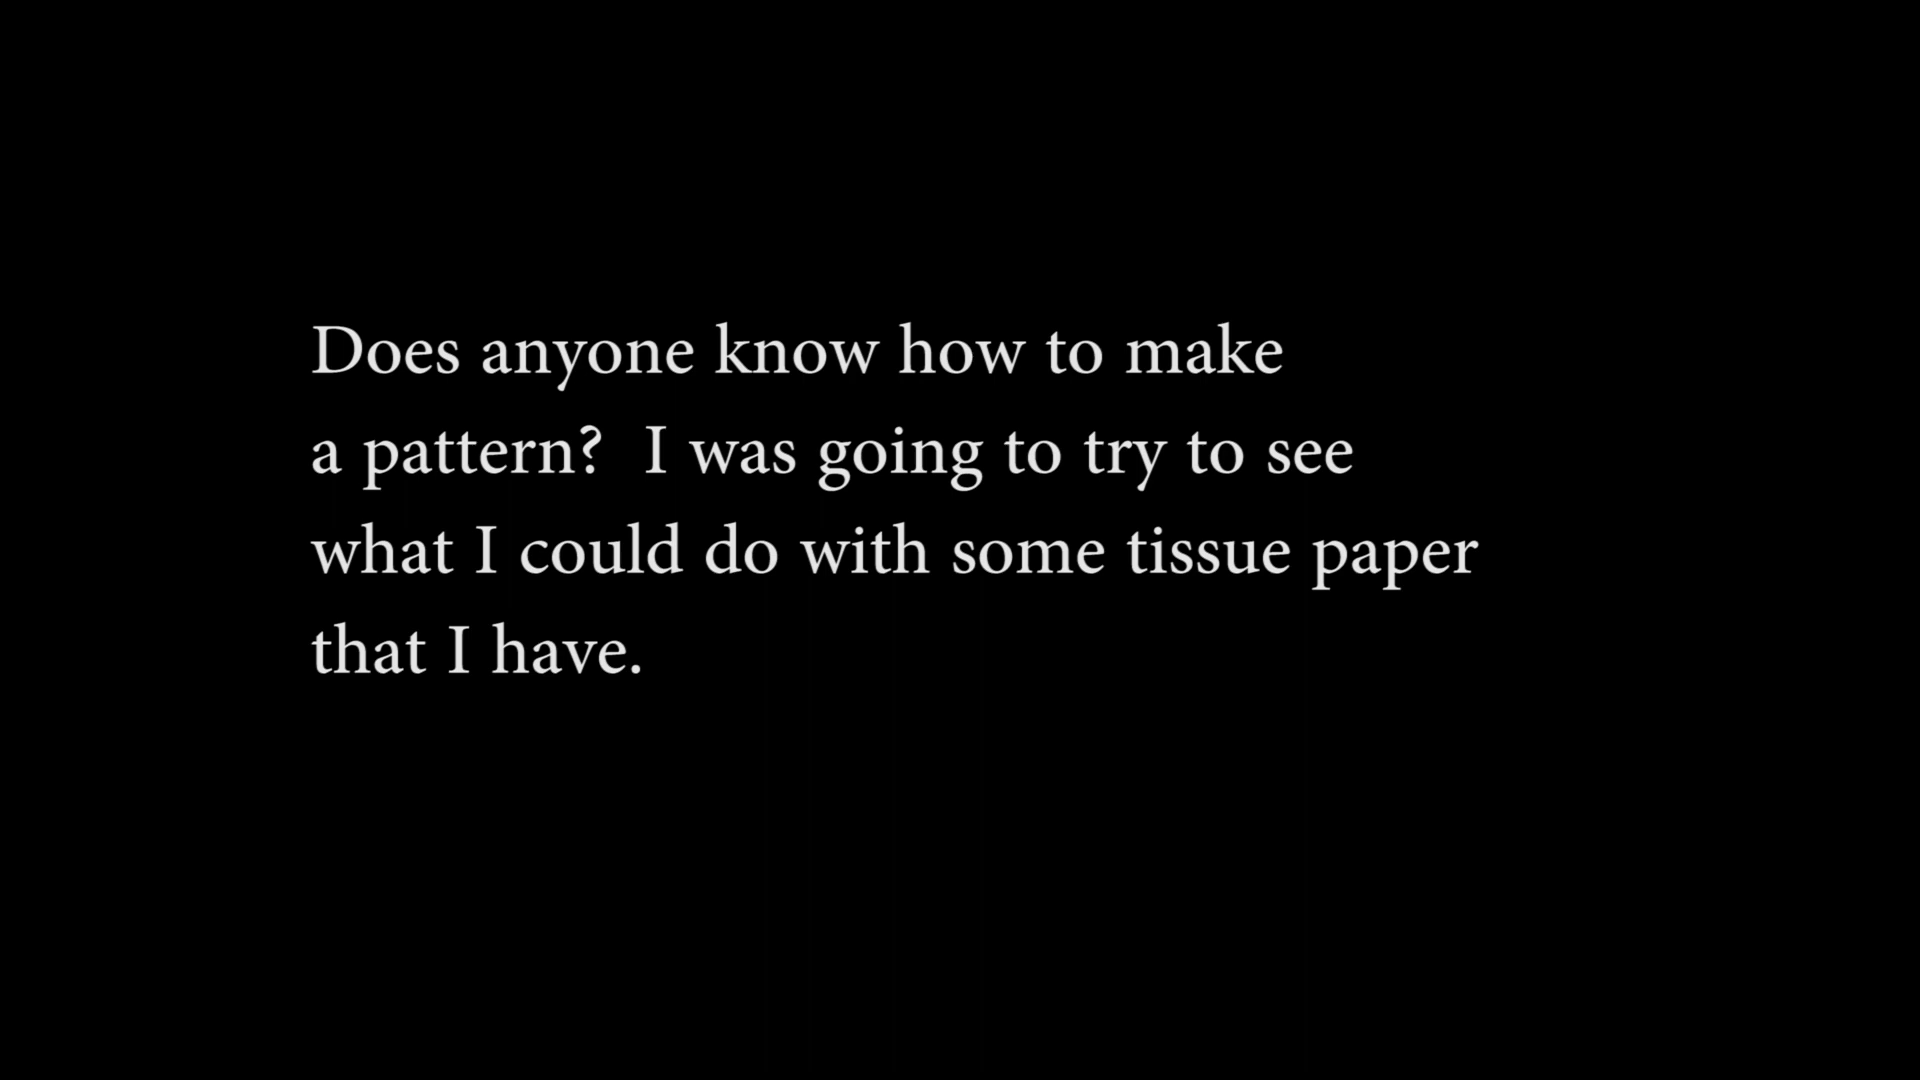 Does anyone know how to make
a pattern?  I was going to try to see
what I could do with some tissue paper
that I have.